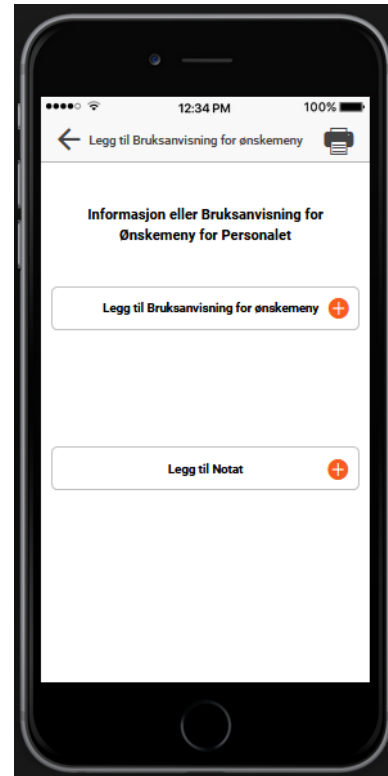 12:34 PM 100%
Legg til Bruksanvisning for ønskemeny
Informasjon eller Bruksanvisning for
Ønskemeny for Personalet
Legg til Bruksanvisning for ønskemeny
Legg til Notat